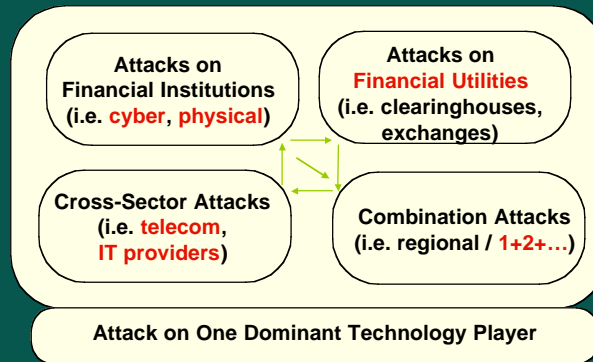 Attacks on
Financial Institutions
(i.e. cyber, physical)
Attacks on
Financial Utilities
(i.e. clearinghouses,
exchanges)
Cross-Sector Attacks
(i.e. telecom,
IT providers)
Combination Attacks
(i.e. regional / 1+2+…)
Attack on One Dominant Technology Player